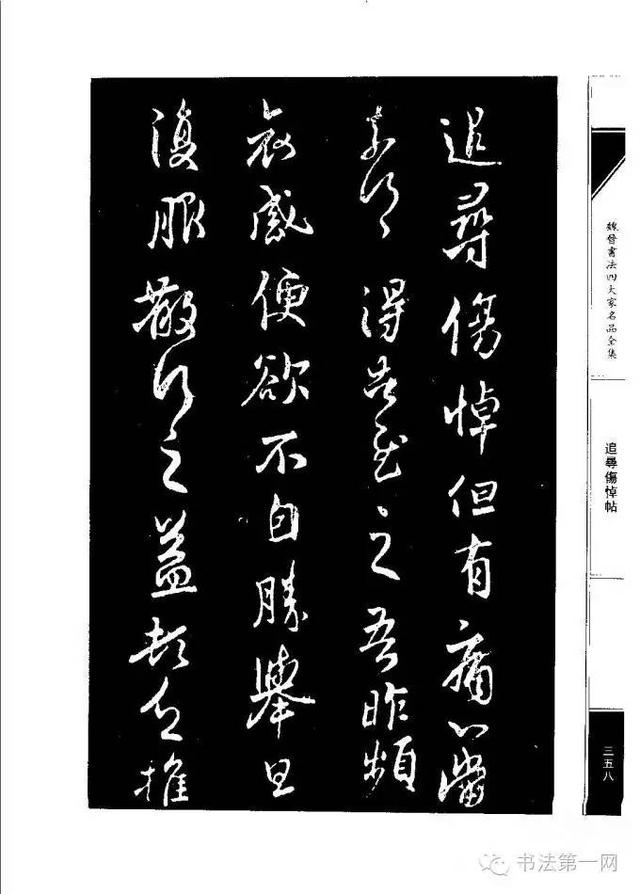 追尋傷悼但有痛心當
奈何〻得告慰之吾昨頻
哀感便欲不自勝舉旦
復服散行之益頓乏推
魏晉書法四大家名品全集
追尋傷悼帖
三五八
书法第一网